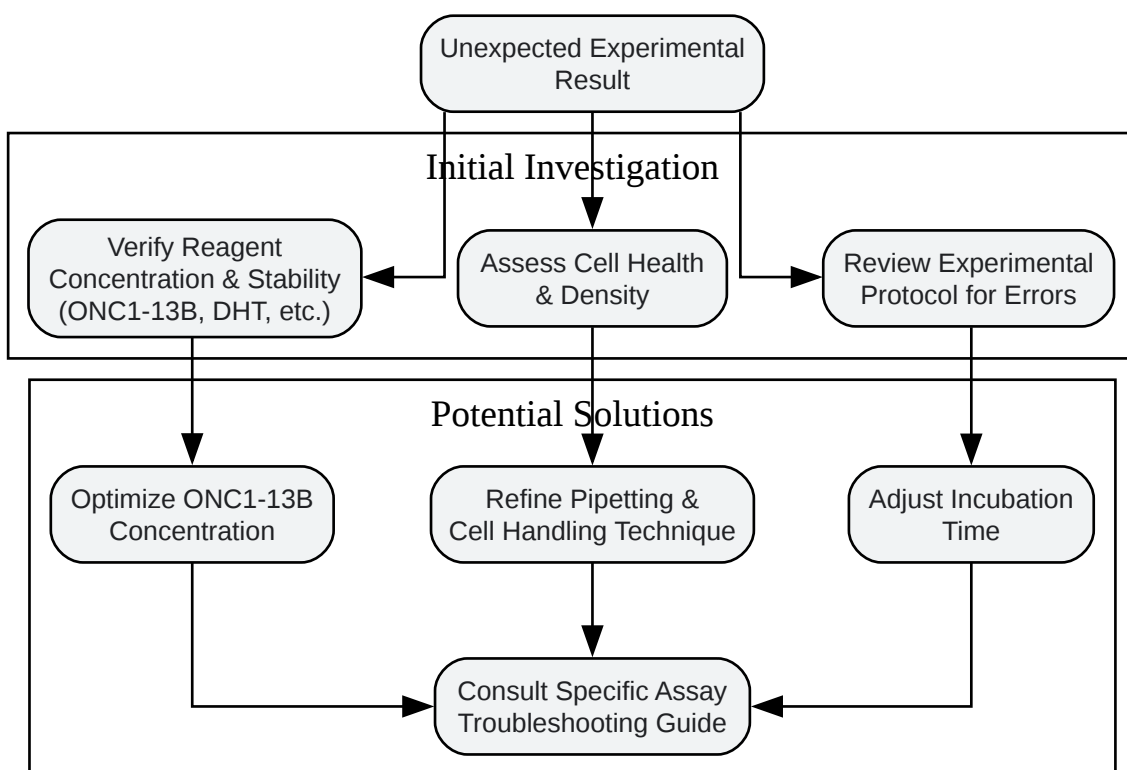 Unexpected Experimental
Result
Initial Investigation
Verify Reagent
Concentration & Stability
(ONC1-13B, DHT, etc.)
Assess Cell Health
& Density
Review Experimental
Protocol for Errors
Potential Solutions
Optimize ONC1-13B
Concentration
Refine Pipetting &
Cell Handling Technique
Adjust Incubation
Time
Consult Specific Assay
Troubleshooting Guide